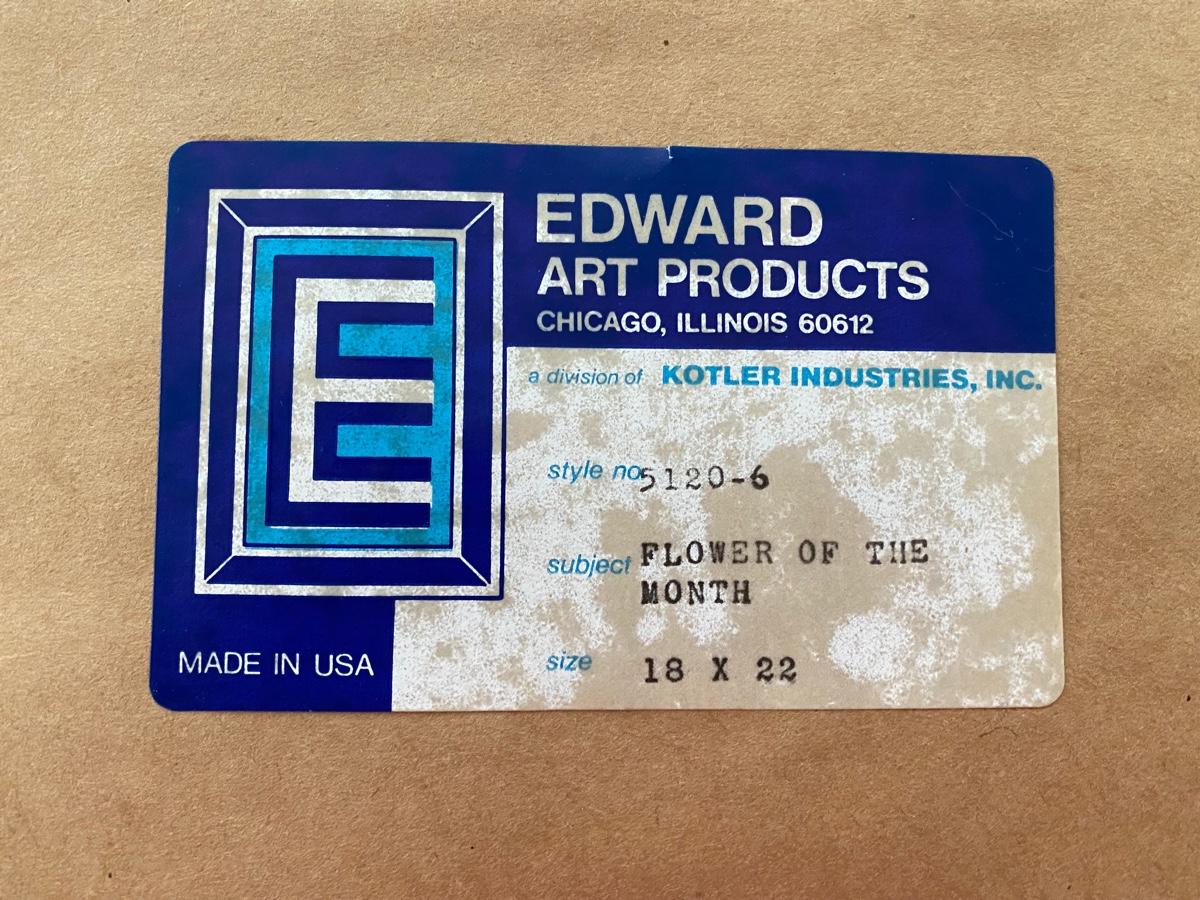 E
EDWARD
ART PRODUCTS
CHICAGO, ILLINOIS 60612
a division of KOTLER INDUSTRIES, INC.
style no 5120-6
subject FLOWER OF THE
MONTH
size 18 X 22
MADE IN USA